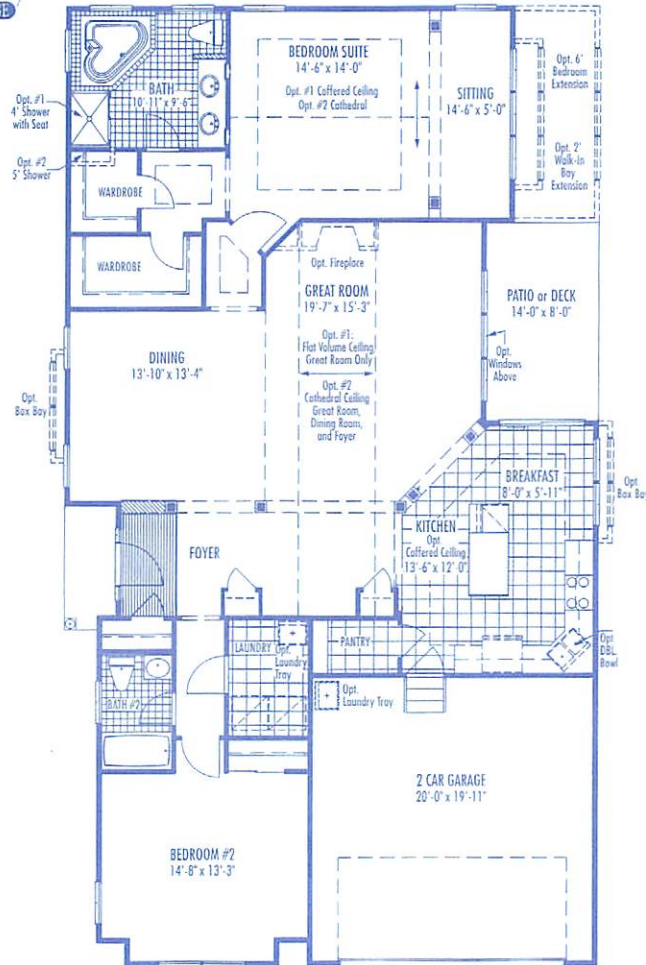 BEDROOM SUITE
14'-6" x 14'-0"
Opt. #1 Coffered Ceiling
Opt. #2 Cathedral
SITTING
14'-6" x 5'-0"
Opt. 6'
Bedroom
Extension
Opt. 2'
Walk-In
Bay
Extension
BATH
10'-11" x 9'-6"
Opt. #1
4' Shower
with Seat
Opt. #2
5' Shower
WARDROBE
WARDROBE
Opt. Fireplace
GREAT ROOM
19'-7" x 15'-3"
Opt. #1:
Flat Volume Ceiling
Great Room Only
Opt. #2
Cathedral Ceiling
Great Room,
Dining Room,
and Foyer
PATIO or DECK
14'-0" x 8'-0"
Opt.
Windows
Above
DINING
13'-10" x 13'-4"
Opt.
Box Bay
BREAKFAST
8'-0" x 5'-11"
Opt
Box Bay
KITCHEN
Opt
Coffered Ceiling
13'-6" x 12'-0"
FOYER
LAUNDRY
Opt.
Laundry
Tray
PANTRY
Opt
DBL
Bowl
Opt.
Laundry Tray
BATH #2
2 CAR GARAGE
20'-0" x 19'-11"
BEDROOM #2
14'-8" x 13'-3"